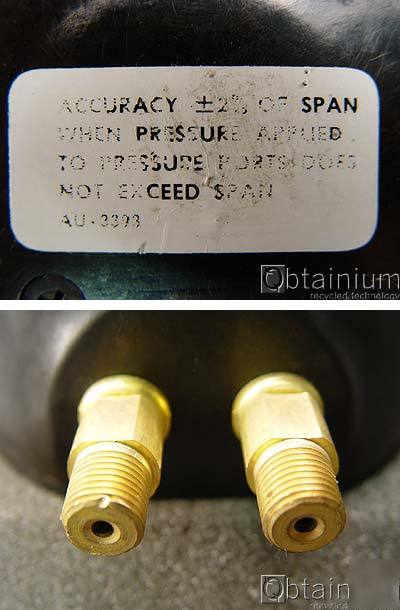 ACCURACY ±2% OF SPAN
WHEN PRESSURE APPLIED
TO PRESSURE PORTS DOES
NOT EXCEED SPAN
AU-3393
Obtainium
recycled technology
Obtain
recycled